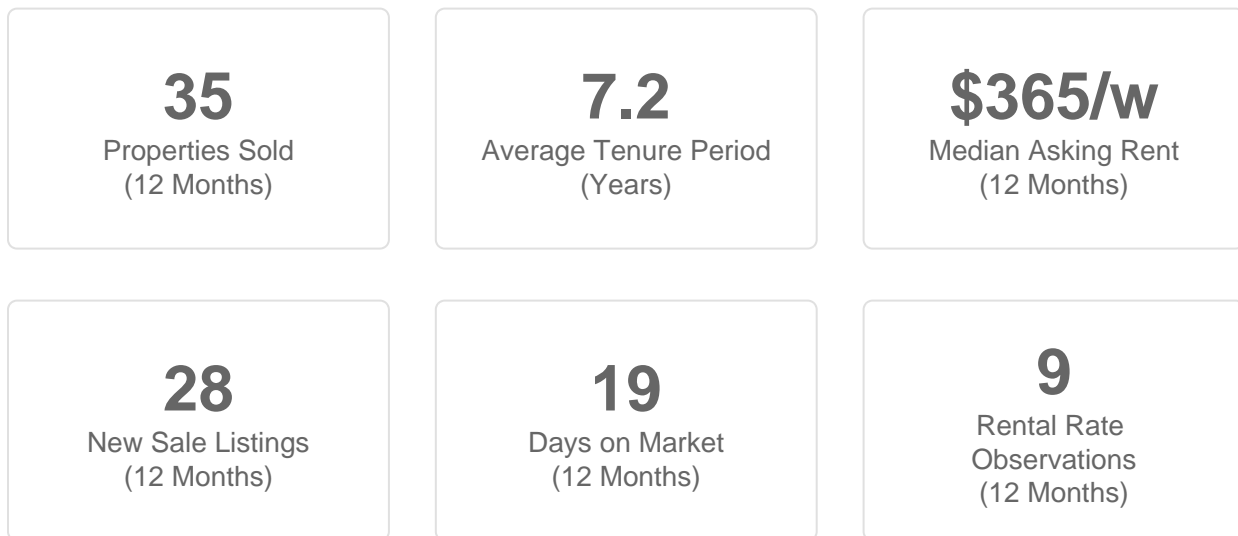 35
Properties Sold
(12 Months)
7.2
Average Tenure Period
(Years)
$365/w
Median Asking Rent
(12 Months)
28
New Sale Listings
(12 Months)
19
Days on Market
(12 Months)
9
Rental Rate
Observations
(12 Months)